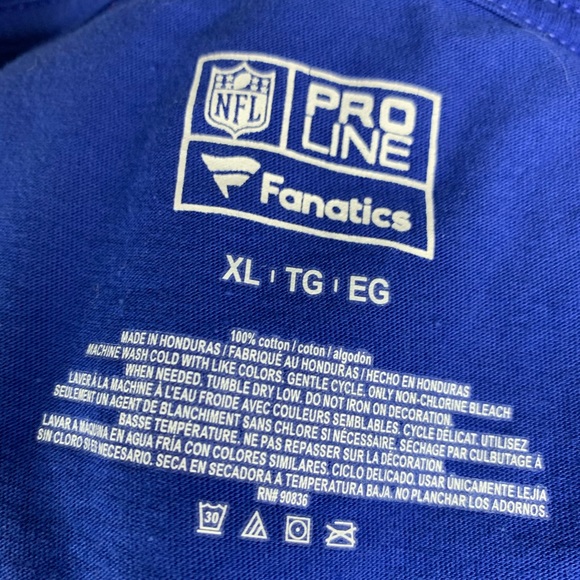 NFL
PRO
LINE
Fanatics
XL | TG | EG
100% cotton / coton / algodón
MADE IN HONDURAS / FABRIQUÉ AU HONDURAS / HECHO EN HONDURAS
MACHINE WASH COLD WITH LIKE COLORS. GENTLE CYCLE. ONLY NON-CHLORINE BLEACH
WHEN NEEDED. TUMBLE DRY LOW. DO NOT IRON ON DECORATION.
LAVER À LA MACHINE À L'EAU FROIDE AVEC COULEURS SEMBLABLES. CYCLE DÉLICAT. UTILISEZ
SEULEMENT UN AGENT DE BLANCHIMENT SANS CHLORE SI NÉCESSAIRE. SÉCHAGE PAR CULBUTAGE À
BASSE TEMPÉRATURE. NE PAS REPASSER SUR LA DÉCORATION.
LAVAR A MÁQUINA EN AGUA FRÍA CON COLORES SIMILARES. CICLO DELICADO. USAR ÚNICAMENTE LEJÍA
SIN CLORO SI ES NECESARIO. SECA EN SECADORA A TEMPERATURA BAJA. NO PLANCHAR LOS ADORNOS.
RN# 90836
30